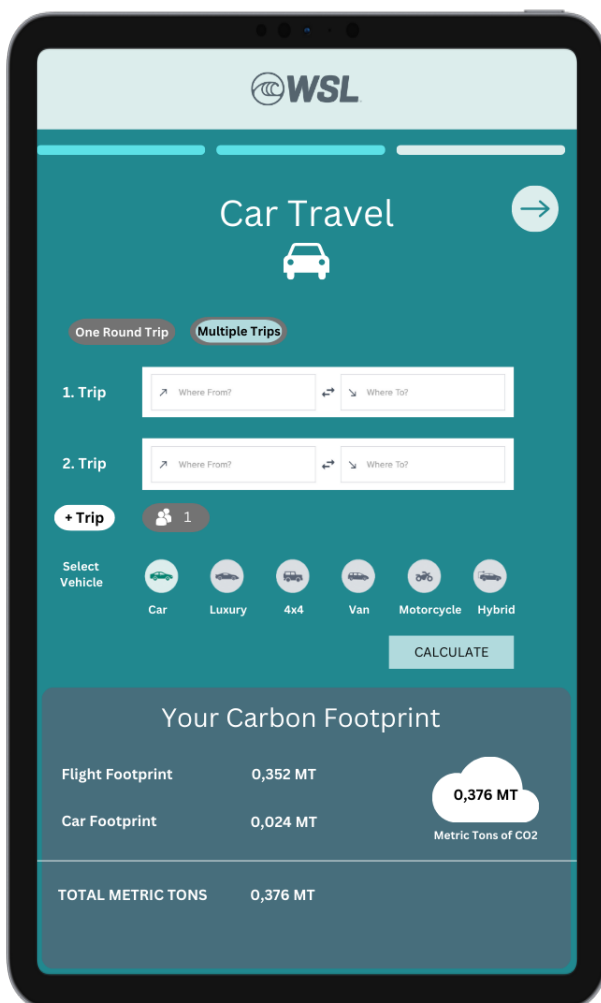 WSL
Car Travel
One Round Trip
Multiple Trips
1. Trip
Where From?
Where To?
2. Trip
Where From?
Where To?
+ Trip
1
Select
Vehicle
Car
Luxury
4x4
Van
Motorcycle
Hybrid
CALCULATE
Your Carbon Footprint
Flight Footprint
0,352 MT
Car Footprint
0,024 MT
0,376 MT
Metric Tons of CO2
TOTAL METRIC TONS
0,376 MT